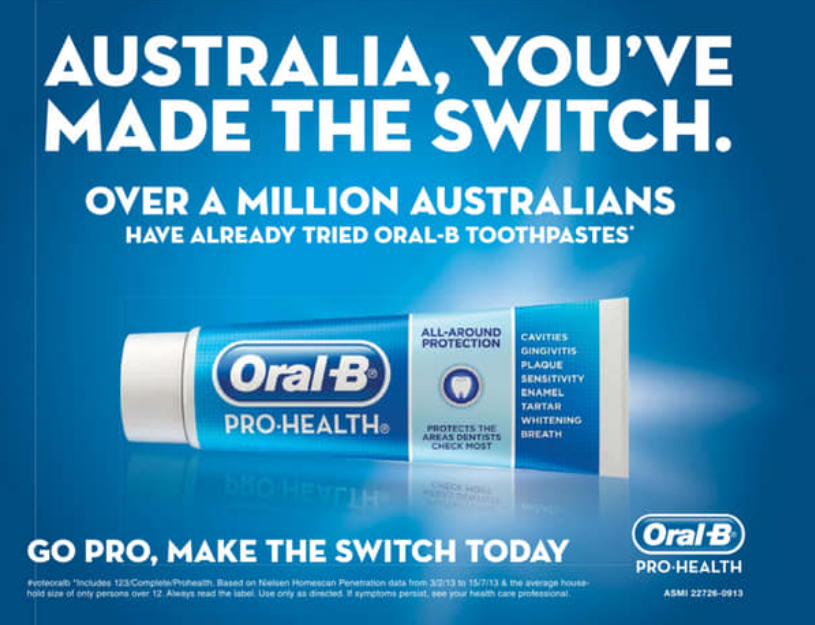 AUSTRALIA, YOU'VE
MADE THE SWITCH.
OVER A MILLION AUSTRALIANS
HAVE ALREADY TRIED ORAL-B TOOTHPASTES*
Oral-B®
PRO-HEALTH®
ALL-AROUND
PROTECTION
PROTECTS THE
AREAS DENTISTS
CHECK MOST
CAVITIES
GINGIVITIS
PLAQUE
SENSITIVITY
ENAMEL
TARTAR
WHITENING
BREATH
GO PRO, MAKE THE SWITCH TODAY
#voteoralb *Includes 123/Complete/Prohealth. Based on Nielsen Homescan Penetration data from 3/2/13 to 15/7/13 & the average house-
hold size of only persons over 12. Always read the label. Use only as directed. If symptoms persist, see your health care professional.
Oral-B®
PRO-HEALTH
ASMI 22726-0913